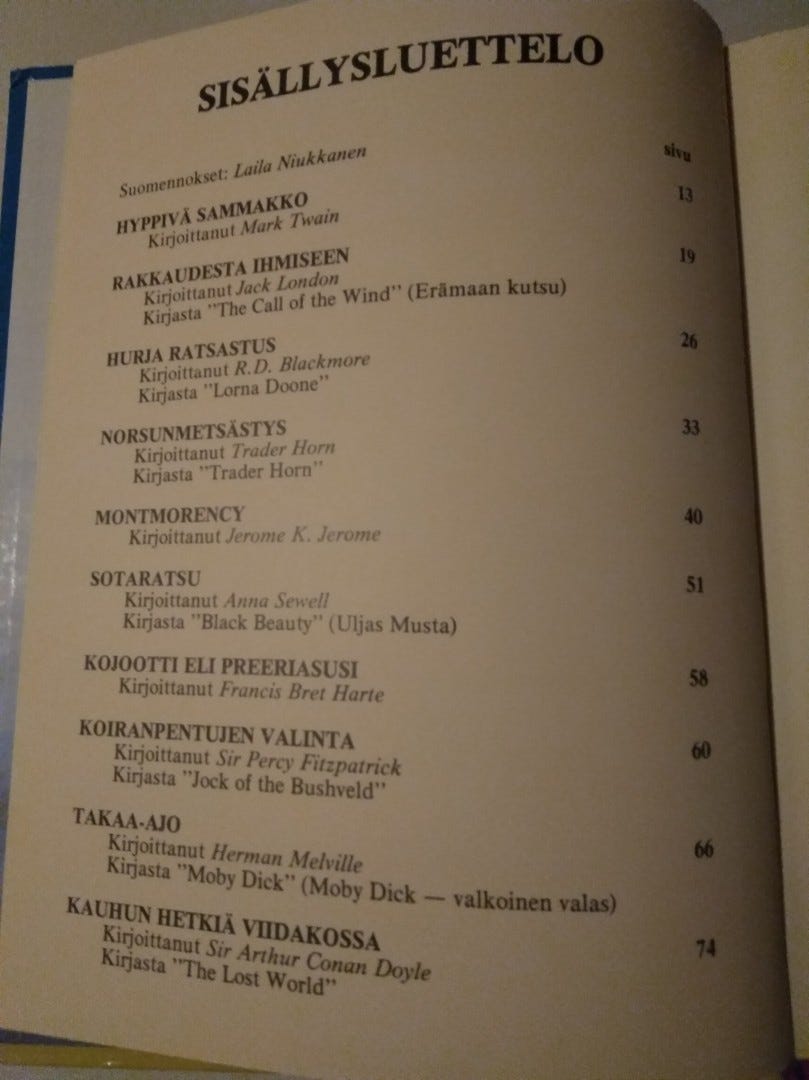 SISÄLLYSLUETTELO
Suomennokset: Laila Niukkanen
sivu
HYPPIVÄ SAMMAKKO 13
Kirjoittanut Mark Twain
RAKKAUDESTA IHMISEEN 19
Kirjoittanut Jack London
Kirjasta "The Call of the Wind" (Erämaan kutsu)
HURJA RATSASTUS 26
Kirjoittanut R.D. Blackmore
Kirjasta "Lorna Doone"
NORSUNMETSÄSTYS 33
Kirjoittanut Trader Horn
Kirjasta "Trader Horn"
MONTMORENCY 40
Kirjoittanut Jerome K. Jerome
SOTARATSU 51
Kirjoittanut Anna Sewell
Kirjasta "Black Beauty" (Uljas Musta)
KOJOOTTI ELI PREERIASUSI 58
Kirjoittanut Francis Bret Harte
KOIRANPENTUJEN VALINTA 60
Kirjoittanut Sir Percy Fitzpatrick
Kirjasta "Jock of the Bushveld"
TAKAA-AJO 66
Kirjoittanut Herman Melville
Kirjasta "Moby Dick" (Moby Dick — valkoinen valas)
KAUHUN HETKIÄ VIIDAKOSSA 74
Kirjoittanut Sir Arthur Conan Doyle
Kirjasta "The Lost World"